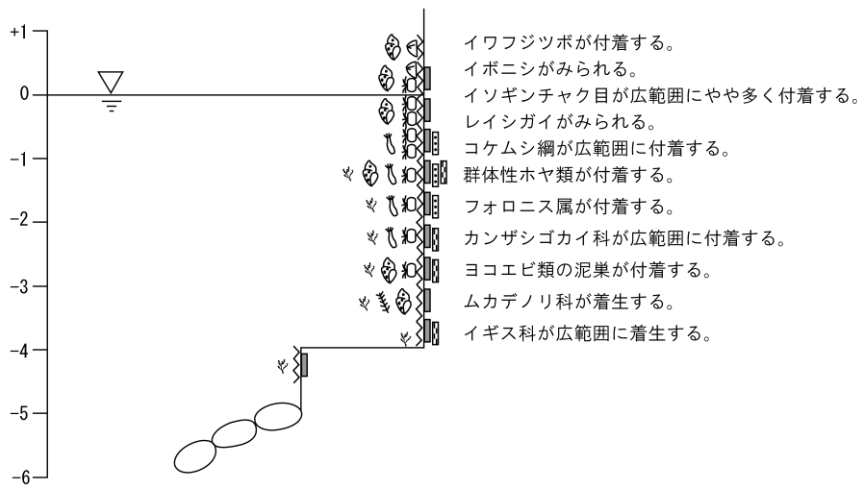 +1
0
-1
-2
-3
-4
-5
-6
イワフジツボが付着する。
イボニシがみられる。
イソギンチャク目が広範囲にやや多く付着する。
レイシガイがみられる。
コケムシ綱が広範囲に付着する。
群体性ホヤ類が付着する。
フォロニス属が付着する。
カンザシゴカイ科が広範囲に付着する。
ヨコエビ類の泥巣が付着する。
ムカデノリ科が着生する。
イギス科が広範囲に着生する。